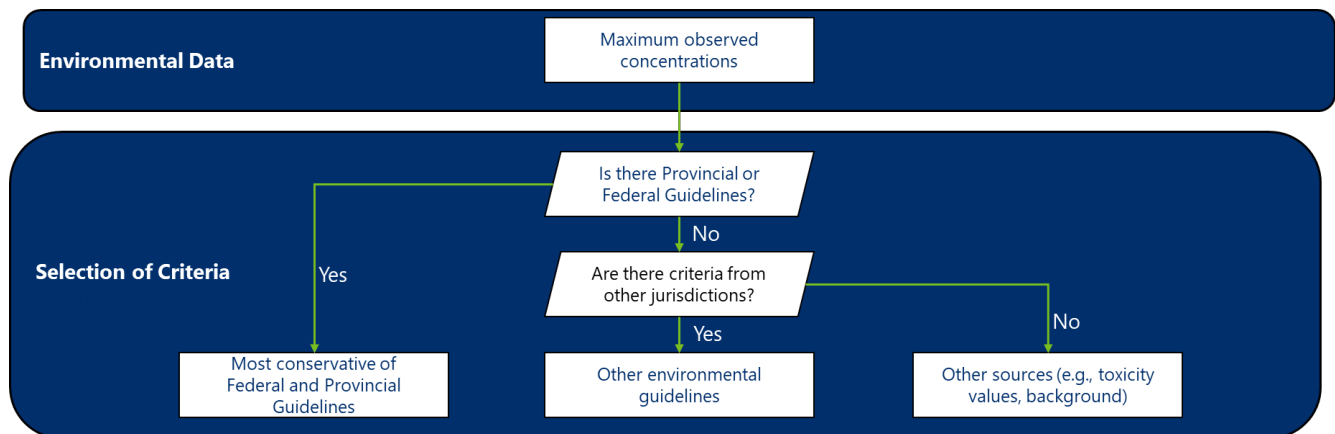 Environmental Data
Maximum observed
concentrations
Is there Provincial or
Federal Guidelines?
No
Selection of Criteria
Yes
Are there criteria from
other jurisdictions?
Yes
No
Most conservative of
Federal and Provincial
Guidelines
Other environmental
guidelines
Other sources (e.g., toxicity
values, background)